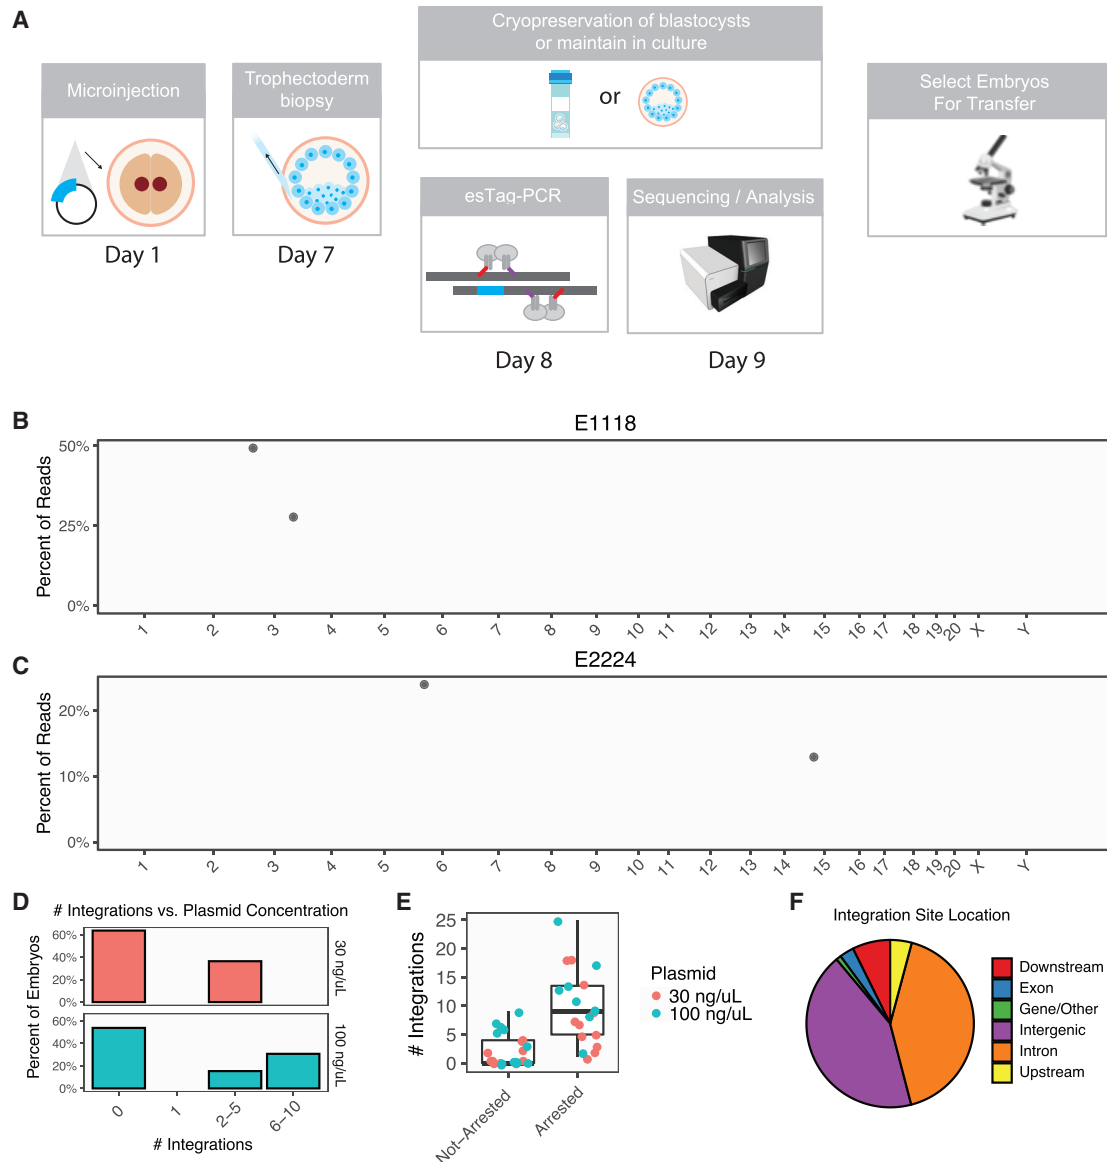 A
Microinjection
Day 1
Trophectoderm
biopsy
Day 7
Cryopreservation of blastocysts
or maintain in culture
or
esTag-PCR
Day 8
Sequencing / Analysis
Day 9
Select Embryos
For Transfer
B
E1118
Percent of Reads
50%
25%
0%
1 2 3 4 5 6 7 8 9 10 11 12 13 14 15 16 17 18 19 20 X Y
C
E2224
Percent of Reads
20%
10%
0%
1 2 3 4 5 6 7 8 9 10 11 12 13 14 15 16 17 18 19 20 X Y
D
# Integrations vs. Plasmid Concentration
Percent of Embryos
60%
40%
20%
0%
30 ng/uL
60%
40%
20%
0%
100 ng/uL
0 1 2–5 6–10
# Integrations
E
# Integrations
25
20
15
10
5
0
Not–Arrested
Arrested
Plasmid
30 ng/uL
100 ng/uL
F
Integration Site Location
Downstream
Exon
Gene/Other
Intergenic
Intron
Upstream